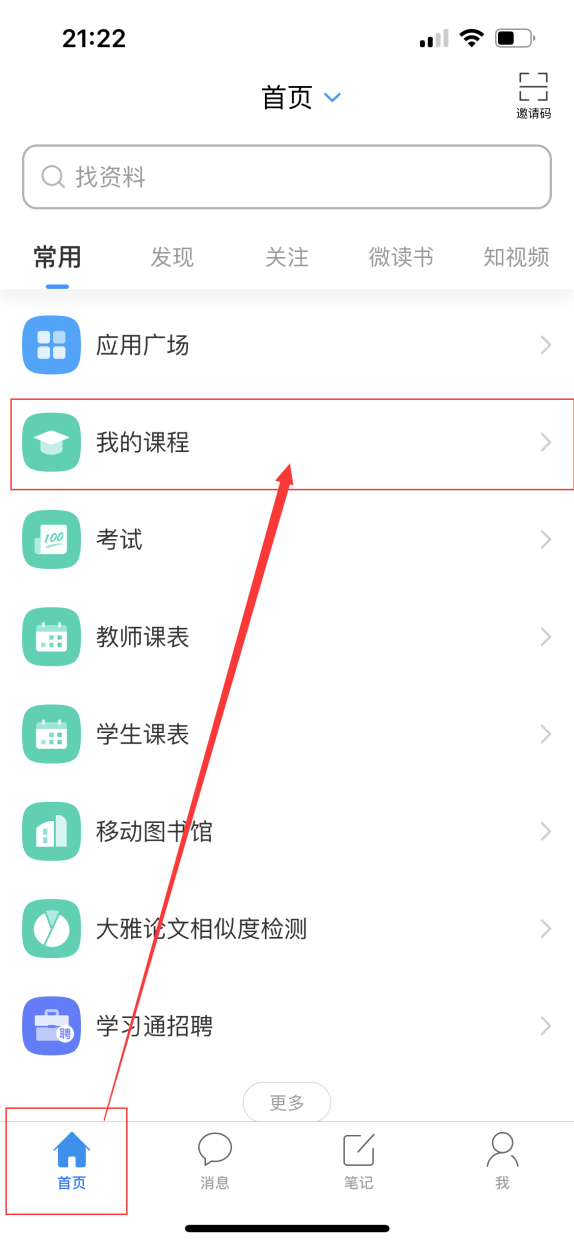 21:22
首页
邀请码
找资料
常用 发现 关注 微读书 知视频
应用广场
我的课程
100
考试
教师课表
学生课表
移动图书馆
大雅论文相似度检测
聘
学习通招聘
更多
首页 消息 笔记 我